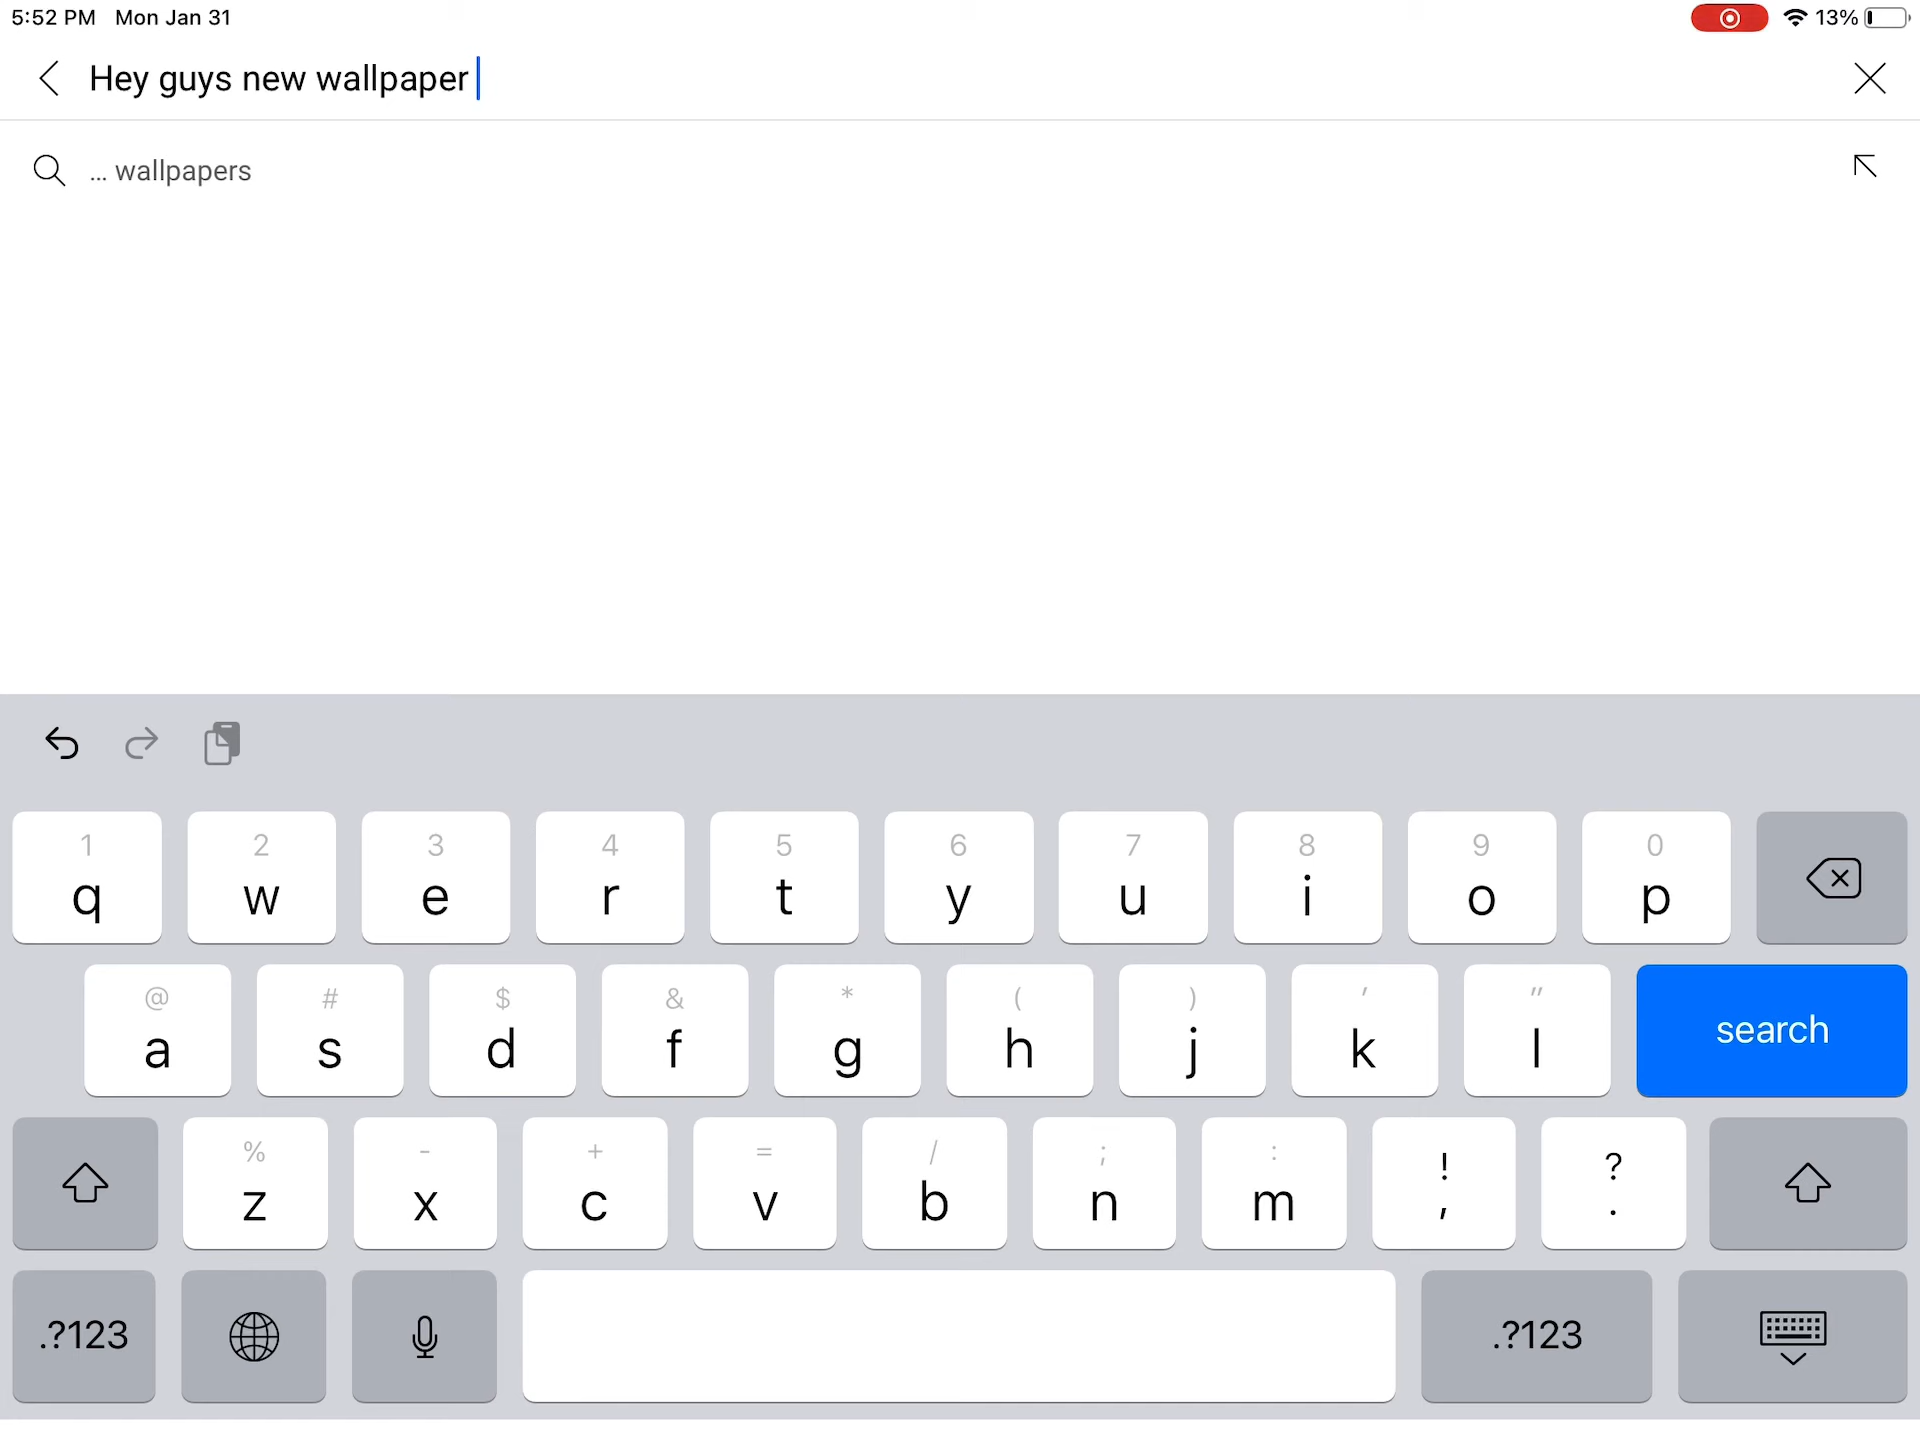 5:52 PM Mon Jan 31 13%
Hey guys new wallpaper
... wallpapers
1 2 3 4 5 6 7 8 9 0
q w e r t y u i o p
@ # $ & * ( ) ' "
a s d f g h j k l search
% - + = / ; : ! ?
z x c v b n m , .
.?123 .?123